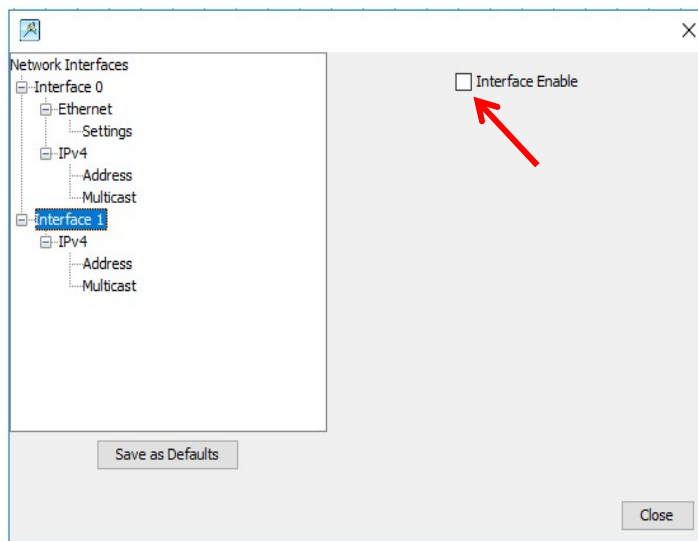 Network Interfaces
Interface 0
Ethernet
Settings
IPv4
Address
Multicast
Interface 1
IPv4
Address
Multicast
Interface Enable
Save as Defaults
Close